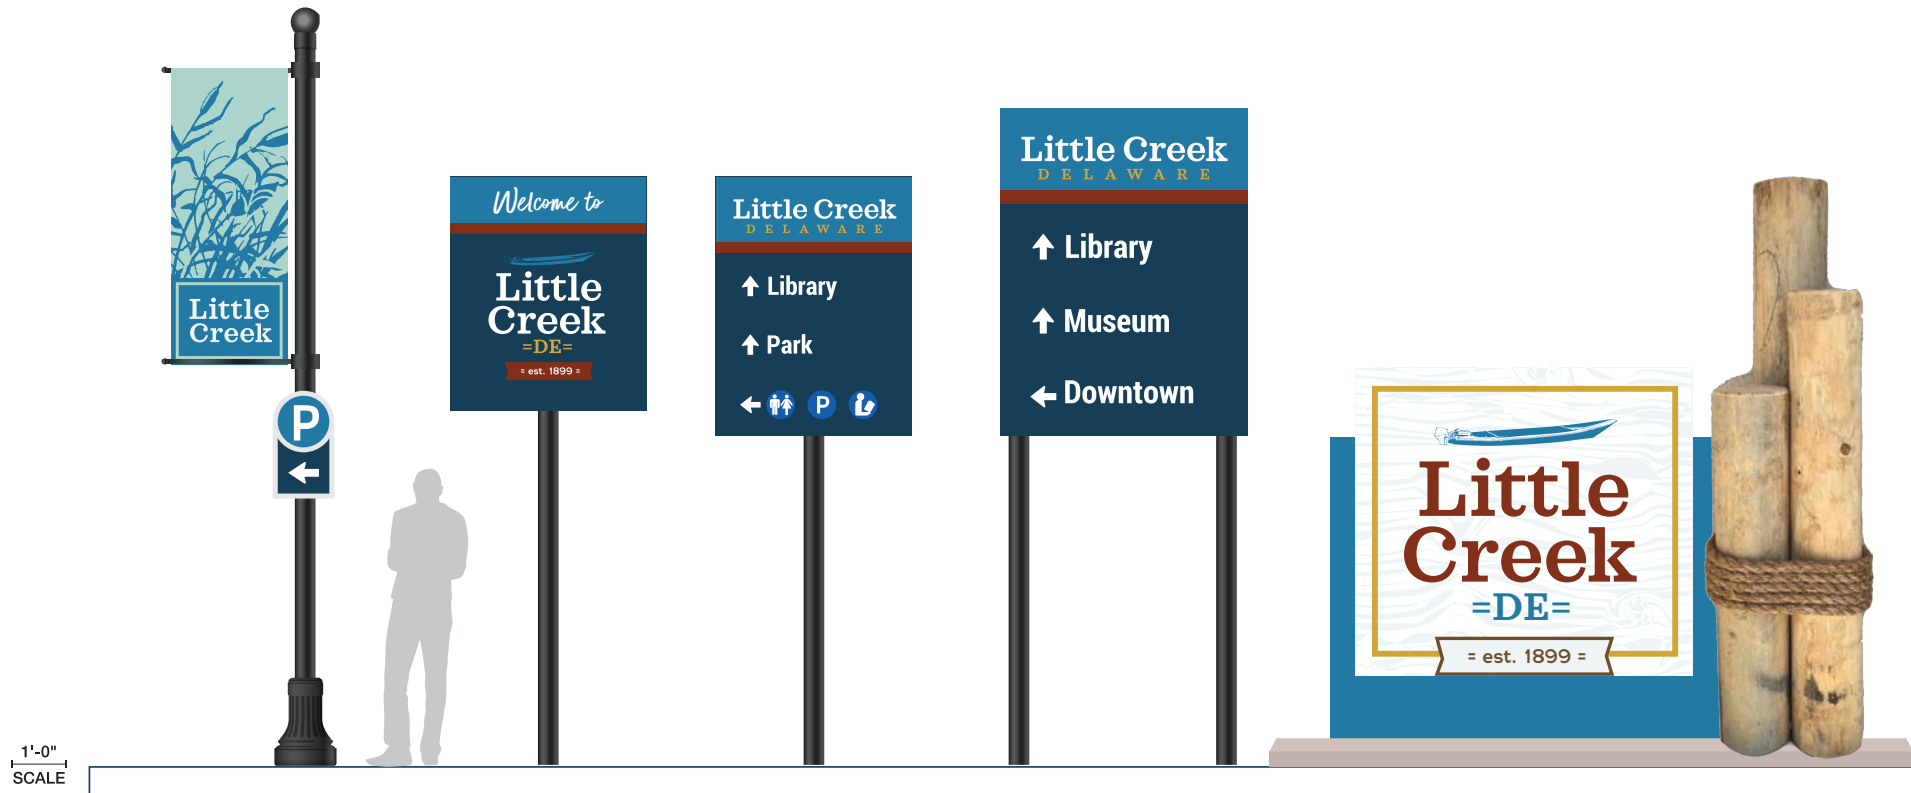 Little
Creek
P
Welcome to
Little
Creek
=DE=
= est. 1899 =
Little Creek
DELAWARE
Library
Park
P
Little Creek
DELAWARE
Library
Museum
Downtown
Little
Creek
=DE=
= est. 1899 =
1'-0"
SCALE